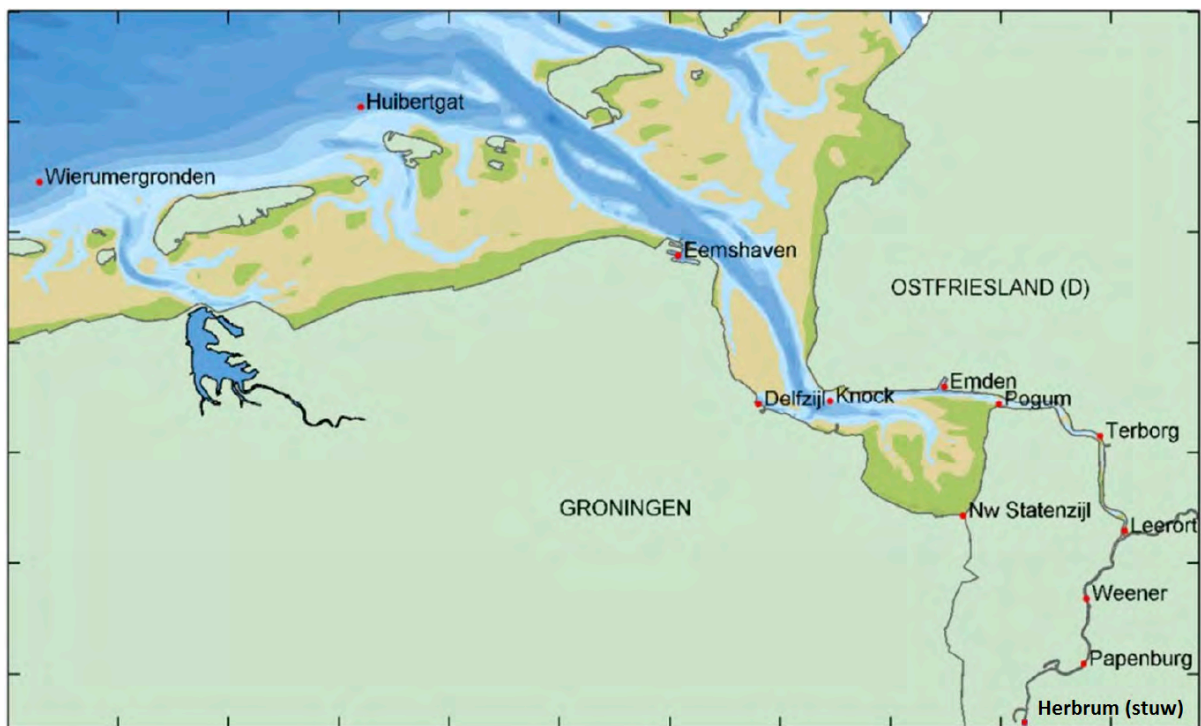 Huibertgat
Wierumergronden
Eemshaven
OSTFRIESLAND (D)
Emden
Delfzijl
Knock
Pogum
Terborg
GRONINGEN
Nw Statenzijl
Leerort
Weener
Papenburg
Herbrum (stuw)